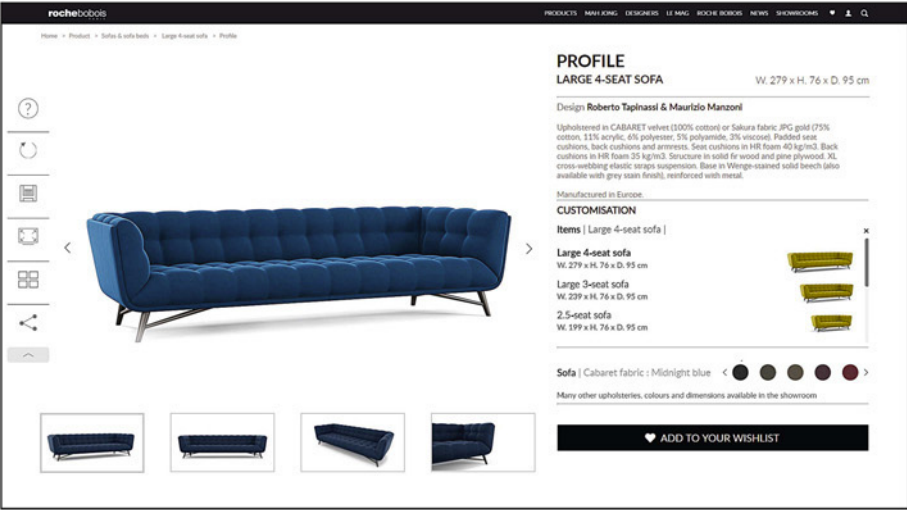 rochebobois
PARIS
PRODUCTS MAH JONG DESIGNERS LE MAG ROCHE BOBOIS NEWS SHOWROOMS
Home > Product > Sofas & sofa beds > Large 4-seat sofa > Profile
PROFILE
LARGE 4-SEAT SOFA
W. 279 x H. 76 x D. 95 cm
Design Roberto Tapinassi & Maurizio Manzoni
Upholstered in CABARET velvet (100% cotton) or Sakura fabric JPG gold (75%
cotton, 11% acrylic, 6% polyester, 5% polyamide, 3% viscose). Padded seat
cushions, back cushions and armrests. Seat cushions in HR foam 40 kg/m3. Back
cushions in HR foam 35 kg/m3. Structure in solid fir wood and pine plywood. XL
cross-webbing elastic straps suspension. Base in Wenge-stained solid beech (also
available with grey stain finish), reinforced with metal.
Manufactured in Europe.
CUSTOMISATION
Items | Large 4-seat sofa |
Large 4-seat sofa
W. 279 x H. 76 x D. 95 cm
Large 3-seat sofa
W. 239 x H. 76 x D. 95 cm
2.5-seat sofa
W. 199 x H. 76 x D. 95 cm
Sofa | Cabaret fabric : Midnight blue
Many other upholsteries, colours and dimensions available in the showroom
ADD TO YOUR WISHLIST